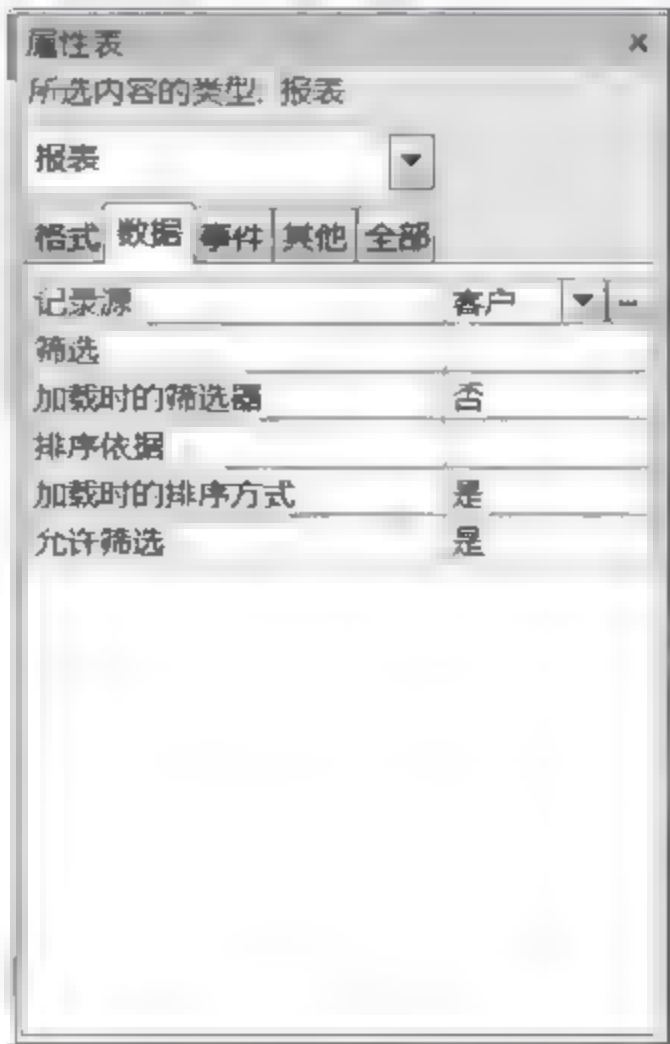 属性表
所选内容的类型: 报表
报表
格式 数据 事件 其他 全部
记录源 客户
筛选
加载时的筛选器 否
排序依据
加载时的排序方式 是
允许筛选 是